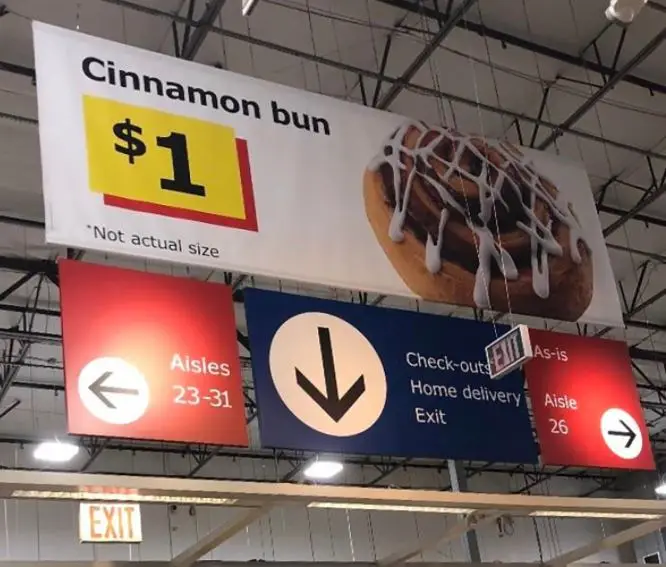 Cinnamon bun
$1
*Not actual size
Aisles
23-31
Check-outs
Home delivery
Exit
EXIT
As-is
Aisle
26
EXIT